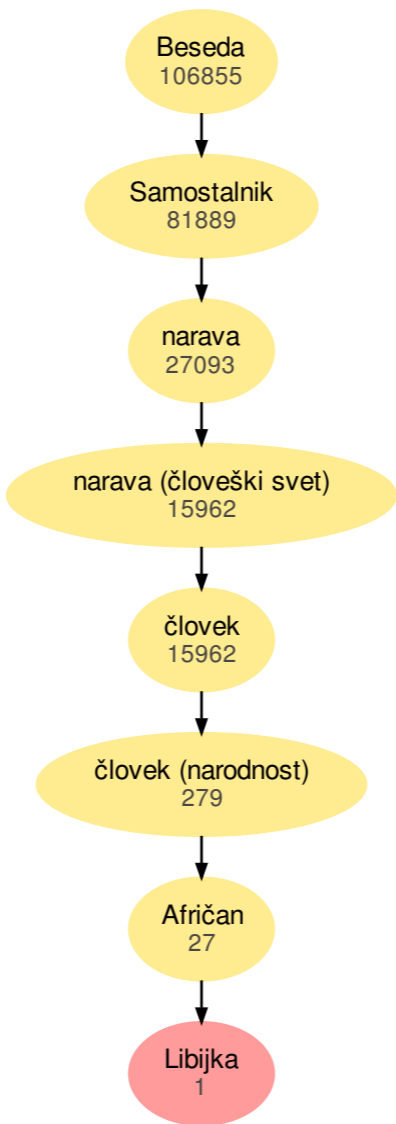 Beseda
106855
Samostalnik
81889
narava
27093
narava (človeški svet)
15962
človek
15962
človek (narodnost)
279
Afričan
27
Libijka
1